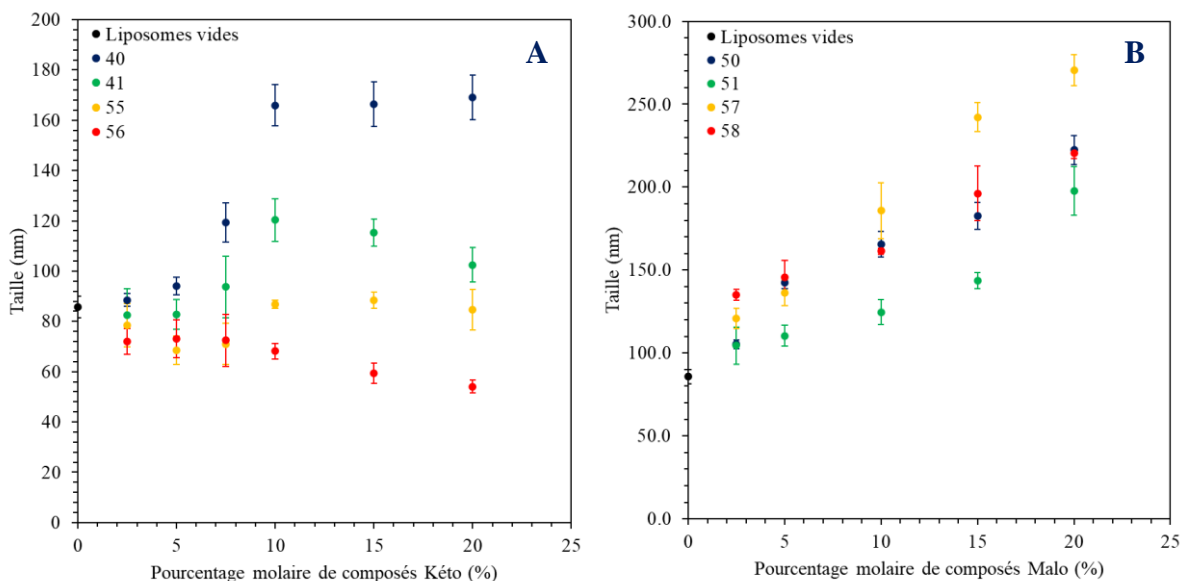 A
Liposomes vides
40
41
55
56
200
180
160
140
120
100
80
60
40
20
0
Taille (nm)
0 5 10 15 20 25
Pourcentage molaire de composés Kéto (%)
B
Liposomes vides
50
51
57
58
300.0
250.0
200.0
150.0
100.0
50.0
0.0
Taille (nm)
0 5 10 15 20 25
Pourcentage molaire de composés Malo (%)